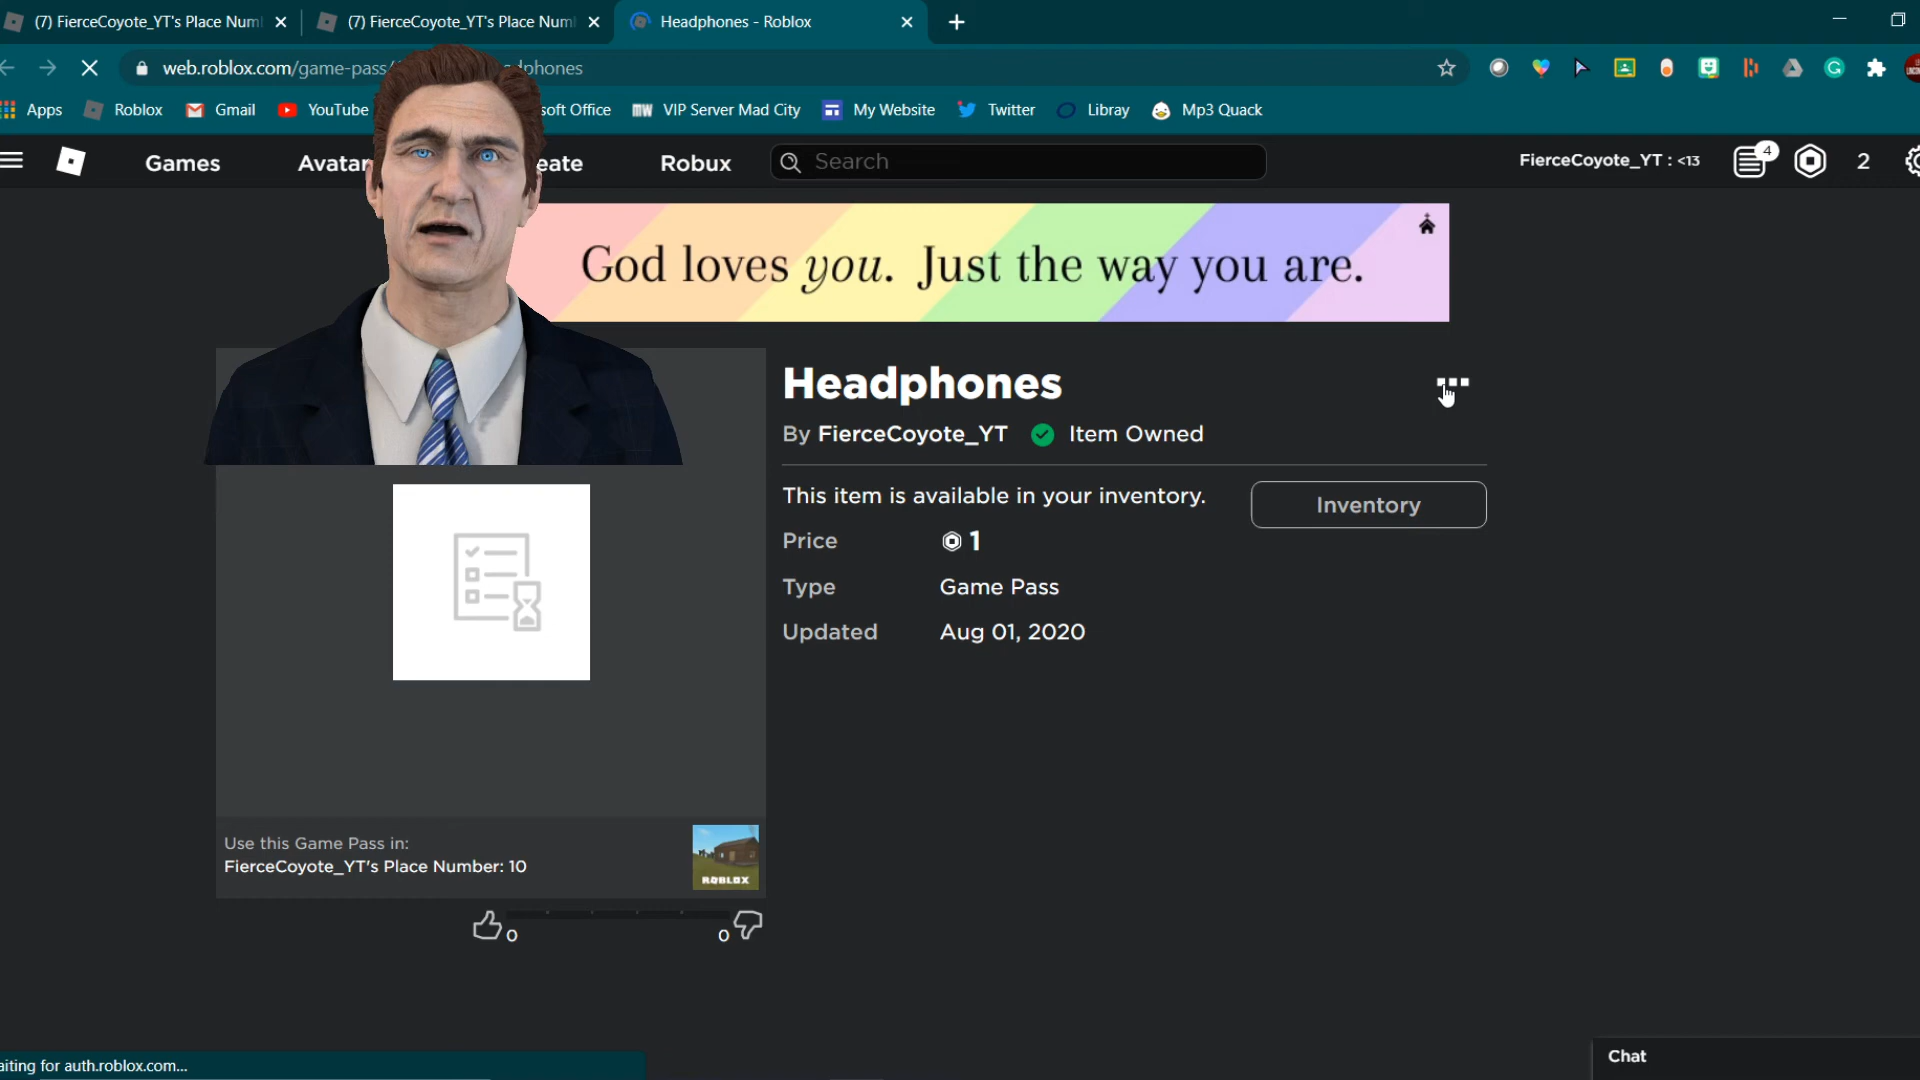 (7) FierceCoyote_YT's Place Num
(7) FierceCoyote_YT's Place Num
Headphones - Roblox
web.roblox.com/game-pass/
dphones
Apps
Roblox
Gmail
YouTube
soft Office
MW VIP Server Mad City
My Website
Twitter
Libray
Mp3 Quack
Games
Avatar
eate
Robux
Search
FierceCoyote_YT : <13
4
2
God loves you. Just the way you are.
Headphones
By FierceCoyote_YT Item Owned
This item is available in your inventory.
Inventory
Price 1
Type Game Pass
Updated Aug 01, 2020
Use this Game Pass in:
FierceCoyote_YT's Place Number: 10
ROBLOX
0
0
Chat
aiting for auth.roblox.com...